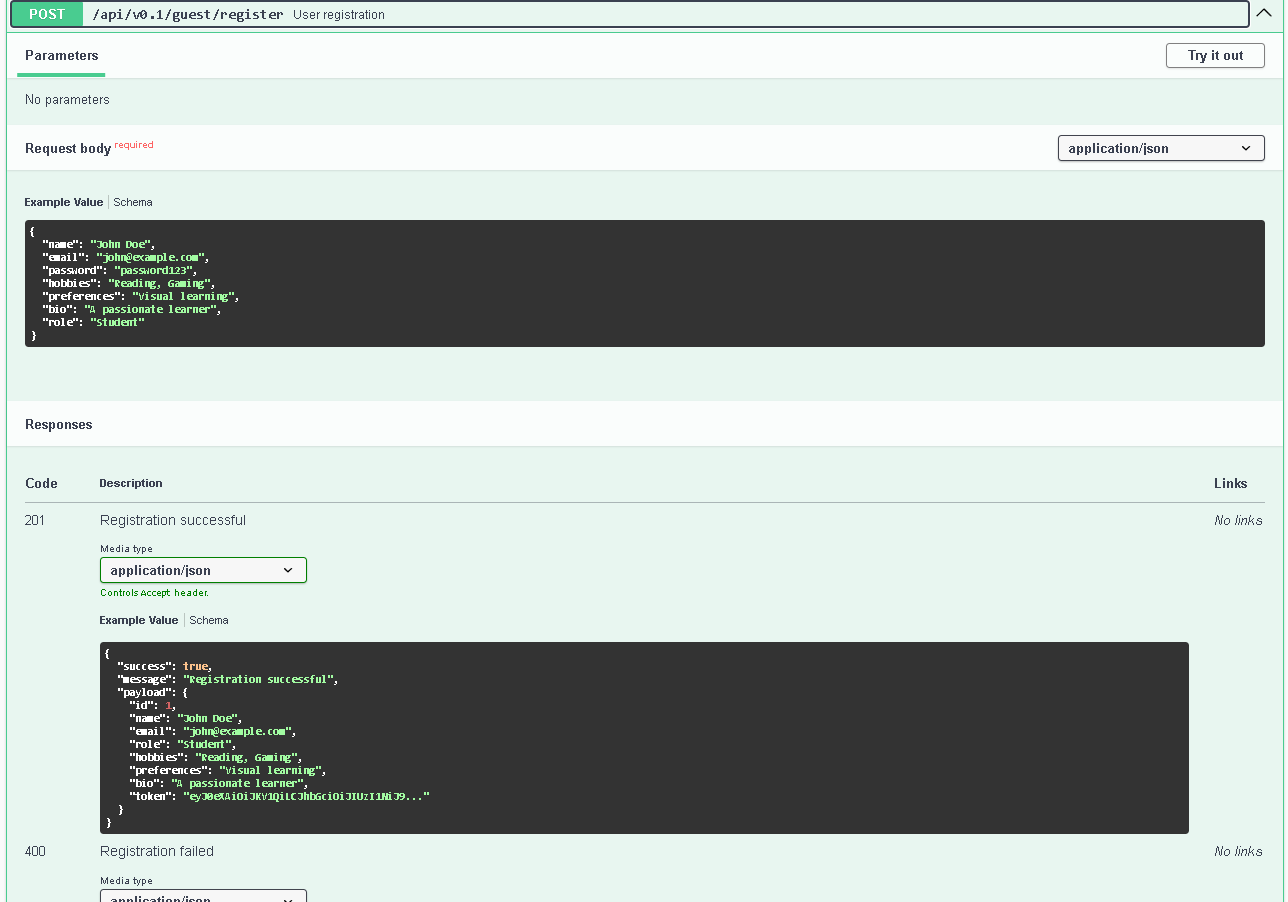 POST /api/v0.1/guest/register User registration
Parameters
Try it out
No parameters
Request body required
application/json
Example Value Schema
{
"name": "John Doe",
"email": "john@example.com",
"password": "password123",
"hobbies": "Reading, Gaming",
"preferences": "Visual learning",
"bio": "A passionate learner",
"role": "Student"
}
Responses
Code Description Links
201 Registration successful No links
Media type
application/json
Controls Accept header.
Example Value Schema
{
"success": true,
"message": "Registration successful",
"payload": {
"id": 1,
"name": "John Doe",
"email": "john@example.com",
"role": "Student",
"hobbies": "Reading, Gaming",
"preferences": "Visual learning",
"bio": "A passionate learner",
"token": "eyJ0eXAiOiJKV1QiLCJhbGciOiJIUzI1NiJ9..."
}
}
400 Registration failed No links
Media type
application/json